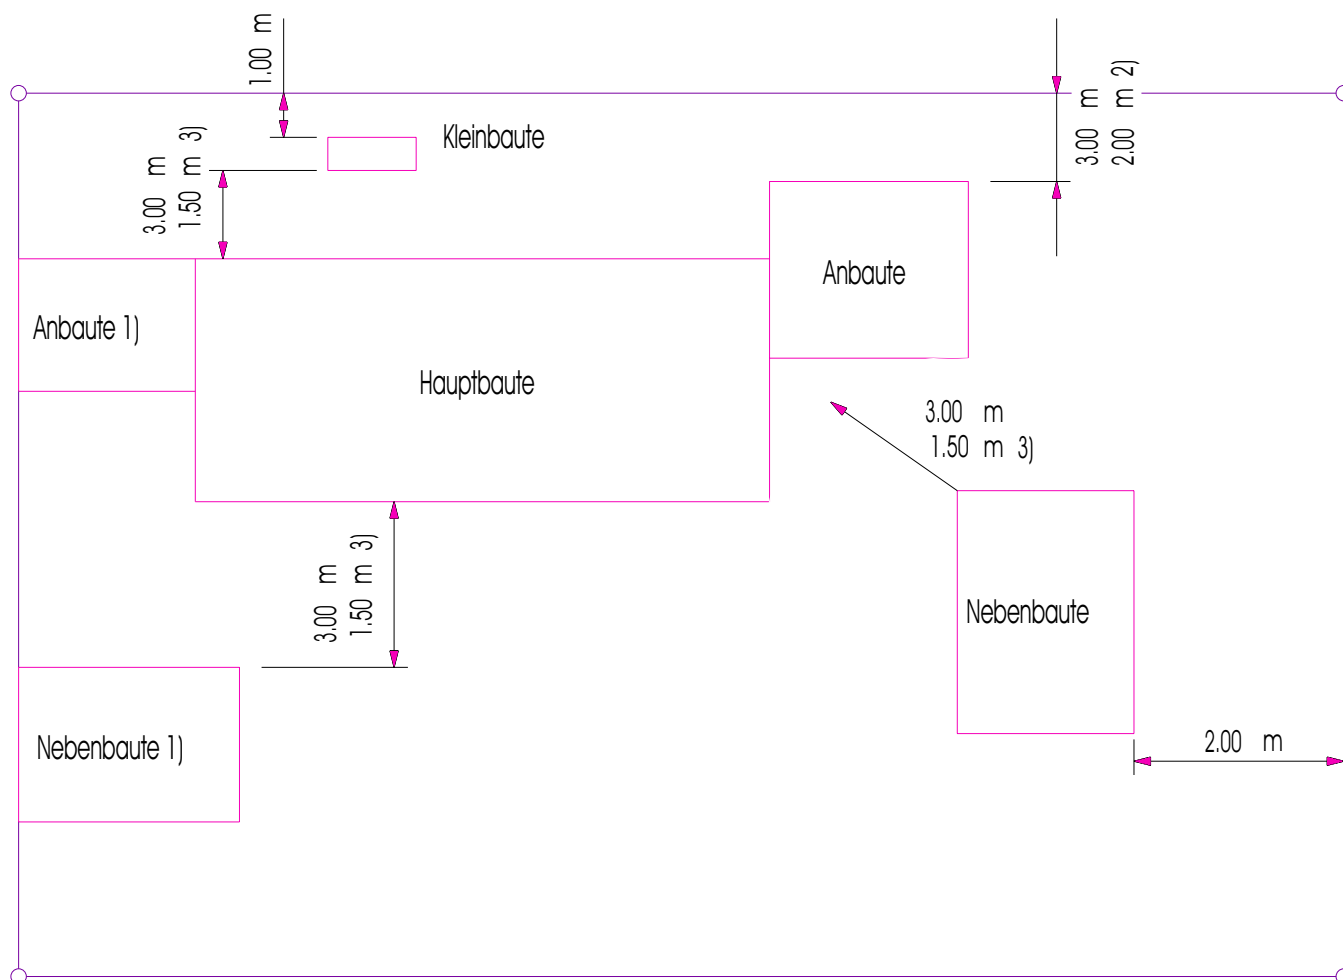 1.00 m
Kleinbaute
3.00 m
2.00 m 2)
3.00 m
1.50 m 3)
Anbaute
Anbaute 1)
Hauptbaute
3.00 m
1.50 m 3)
3.00 m
1.50 m 3)
Nebenbaute
Nebenbaute 1)
2.00 m